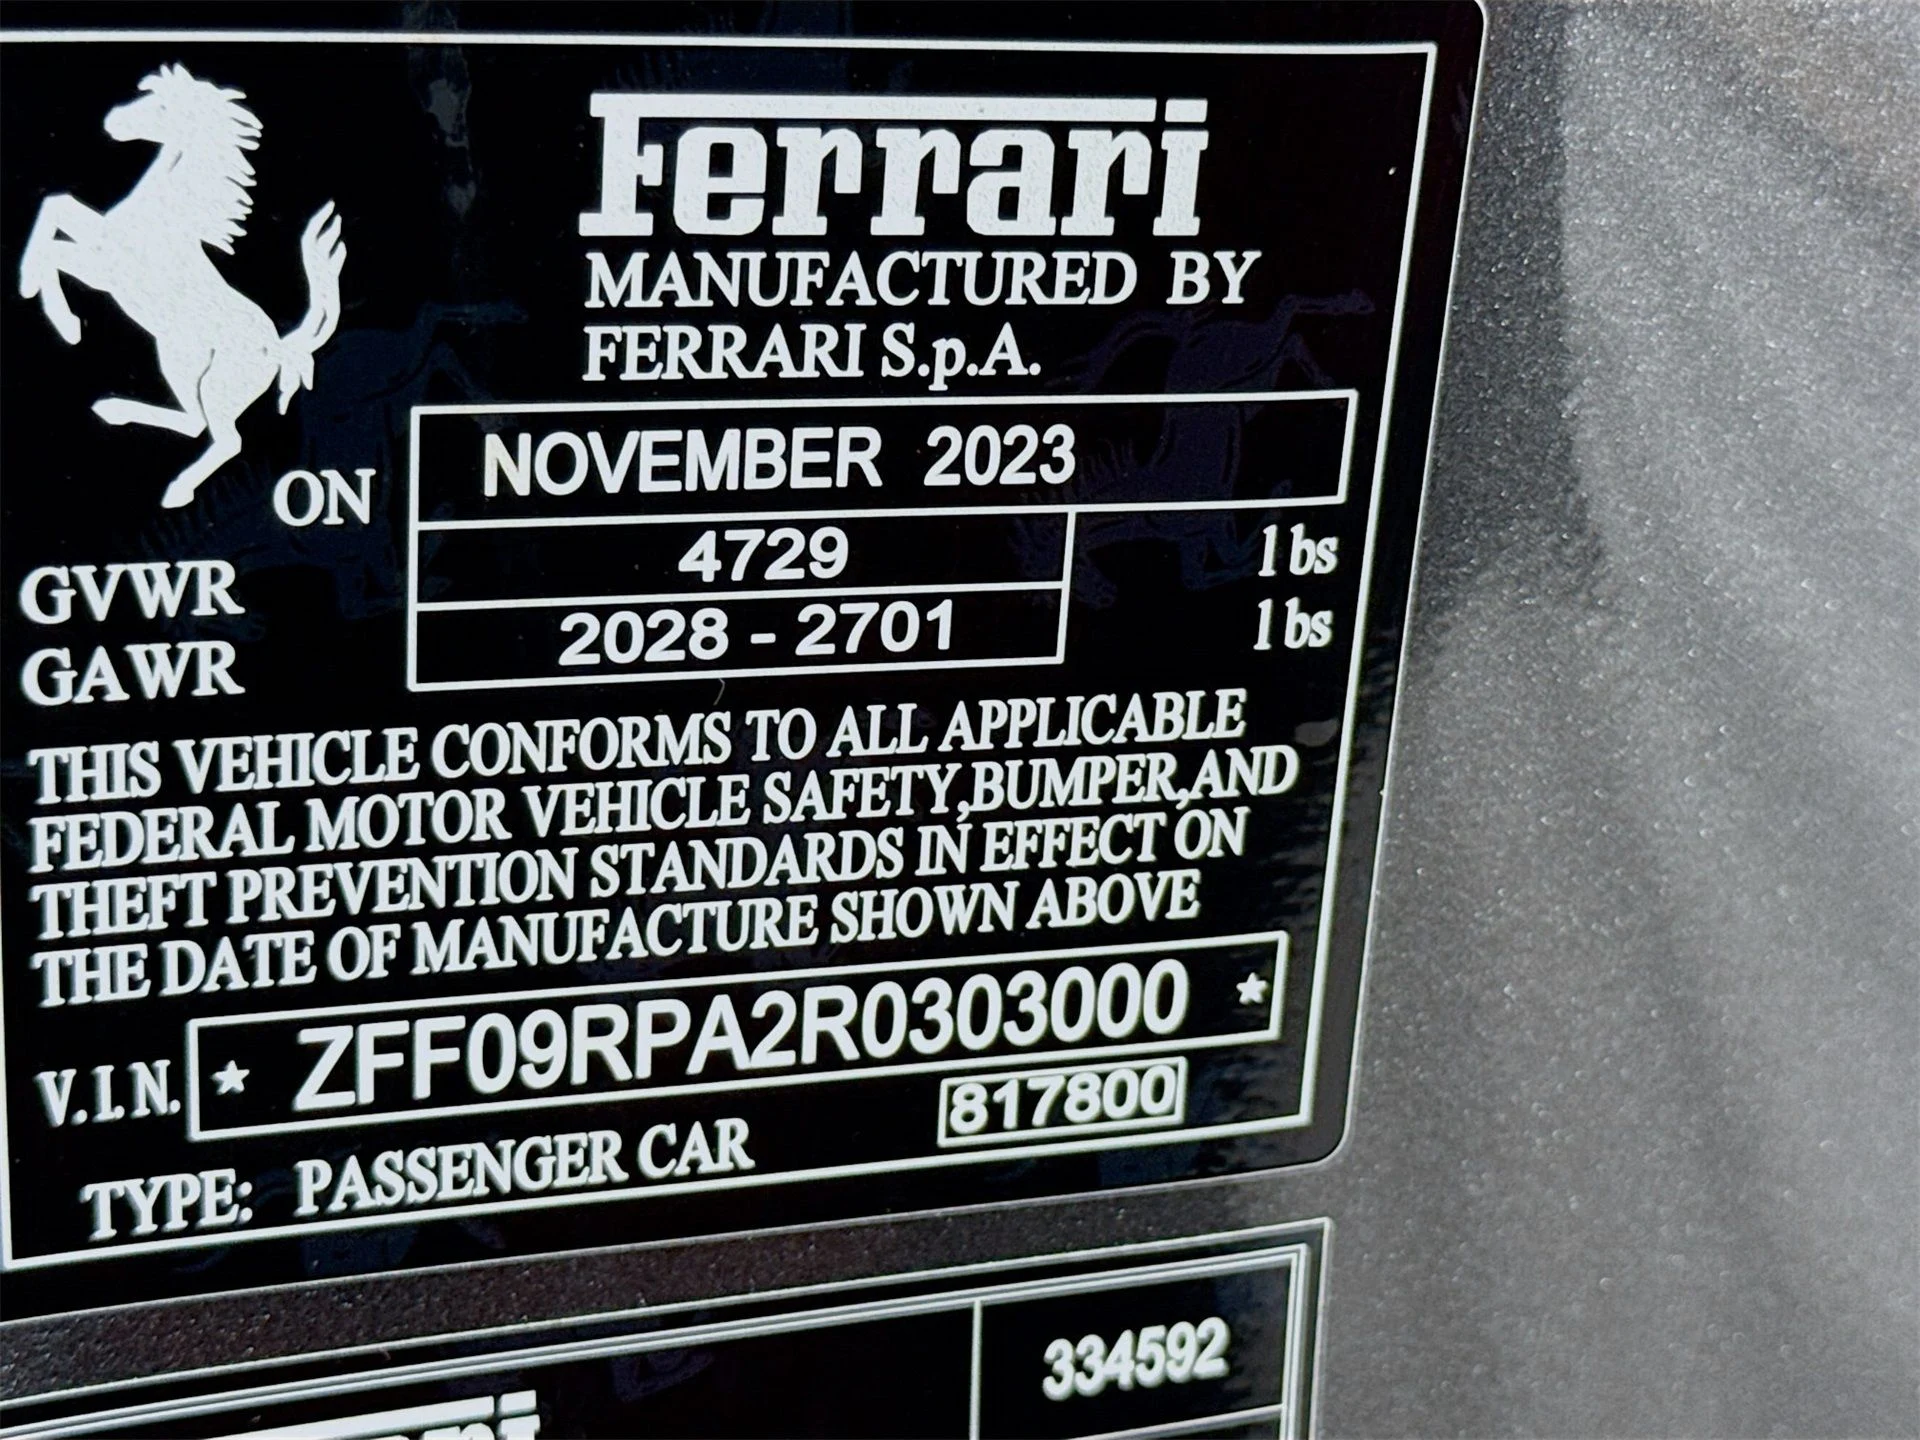 Ferrari
MANUFACTURED BY
FERRARI S.p.A.
ON NOVEMBER 2023
GVWR 4729 lbs
GAWR 2028 - 2701 lbs
THIS VEHICLE CONFORMS TO ALL APPLICABLE
FEDERAL MOTOR VEHICLE SAFETY,BUMPER,AND
THEFT PREVENTION STANDARDS IN EFFECT ON
THE DATE OF MANUFACTURE SHOWN ABOVE
V.I.N. * ZFF09RPA2R0303000 *
817800
TYPE: PASSENGER CAR
334592